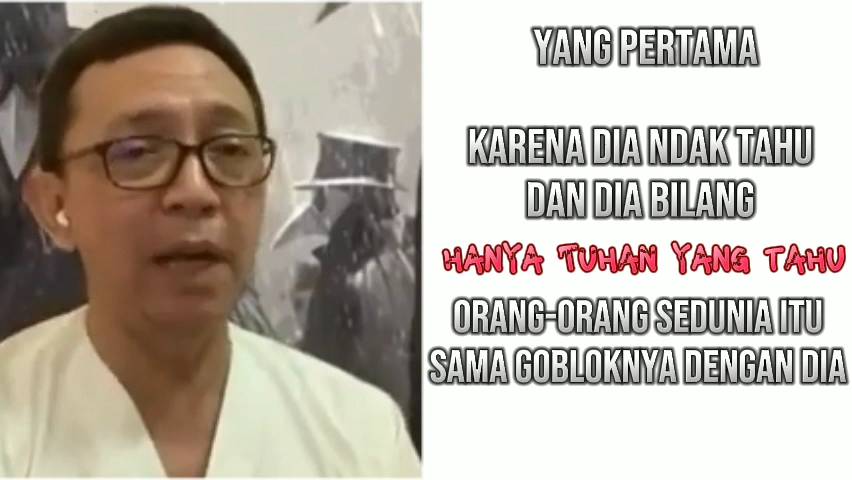 YANG PERTAMA
KARENA DIA NDAK TAHU
DAN DIA BILANG
HANYA TUHAN YANG TAHU
ORANG-ORANG SEDUNIA ITU
SAMA GOBLOKNYA DENGAN DIA